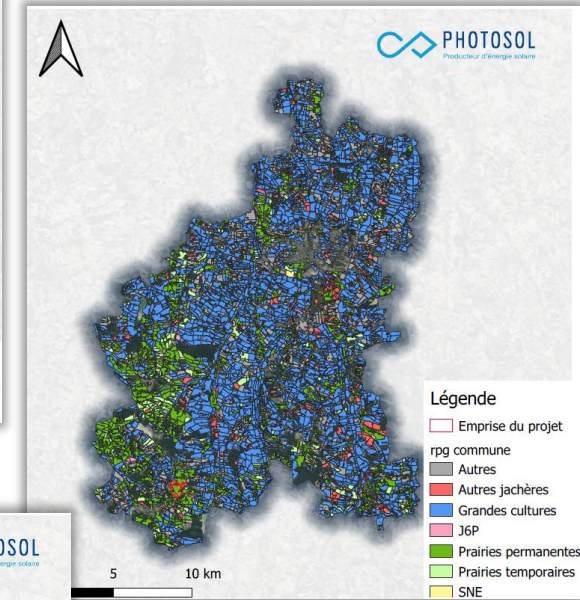 PHOTOSOL
Producteur d'énergie solaire
Légende
Emprise du projet
rpg commune
Autres
Autres jachères
Grandes cultures
J6P
Prairies permanentes
Prairies temporaires
SNE
5 10 km
OSOL
ergie solaire